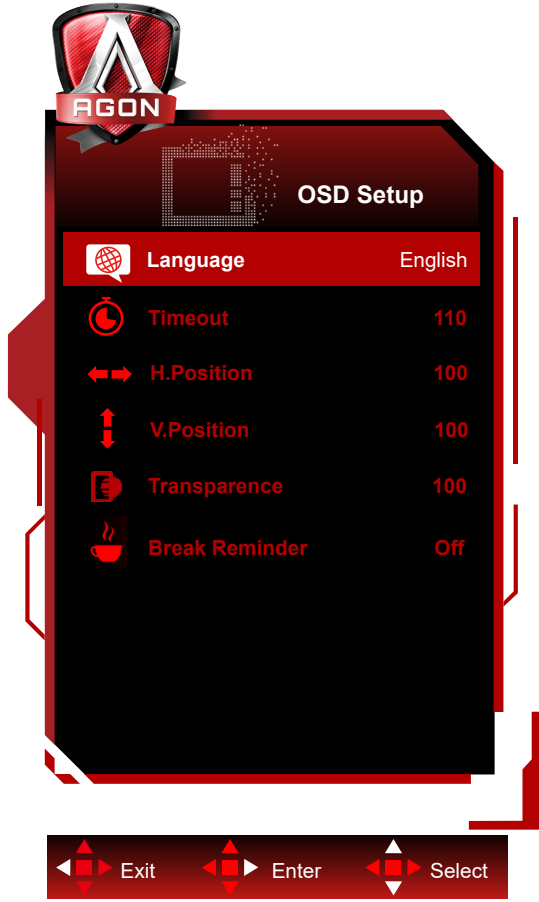 AGON
OSD Setup
Language English
Timeout 110
H.Position 100
V.Position 100
Transparence 100
Break Reminder Off
Exit Enter Select